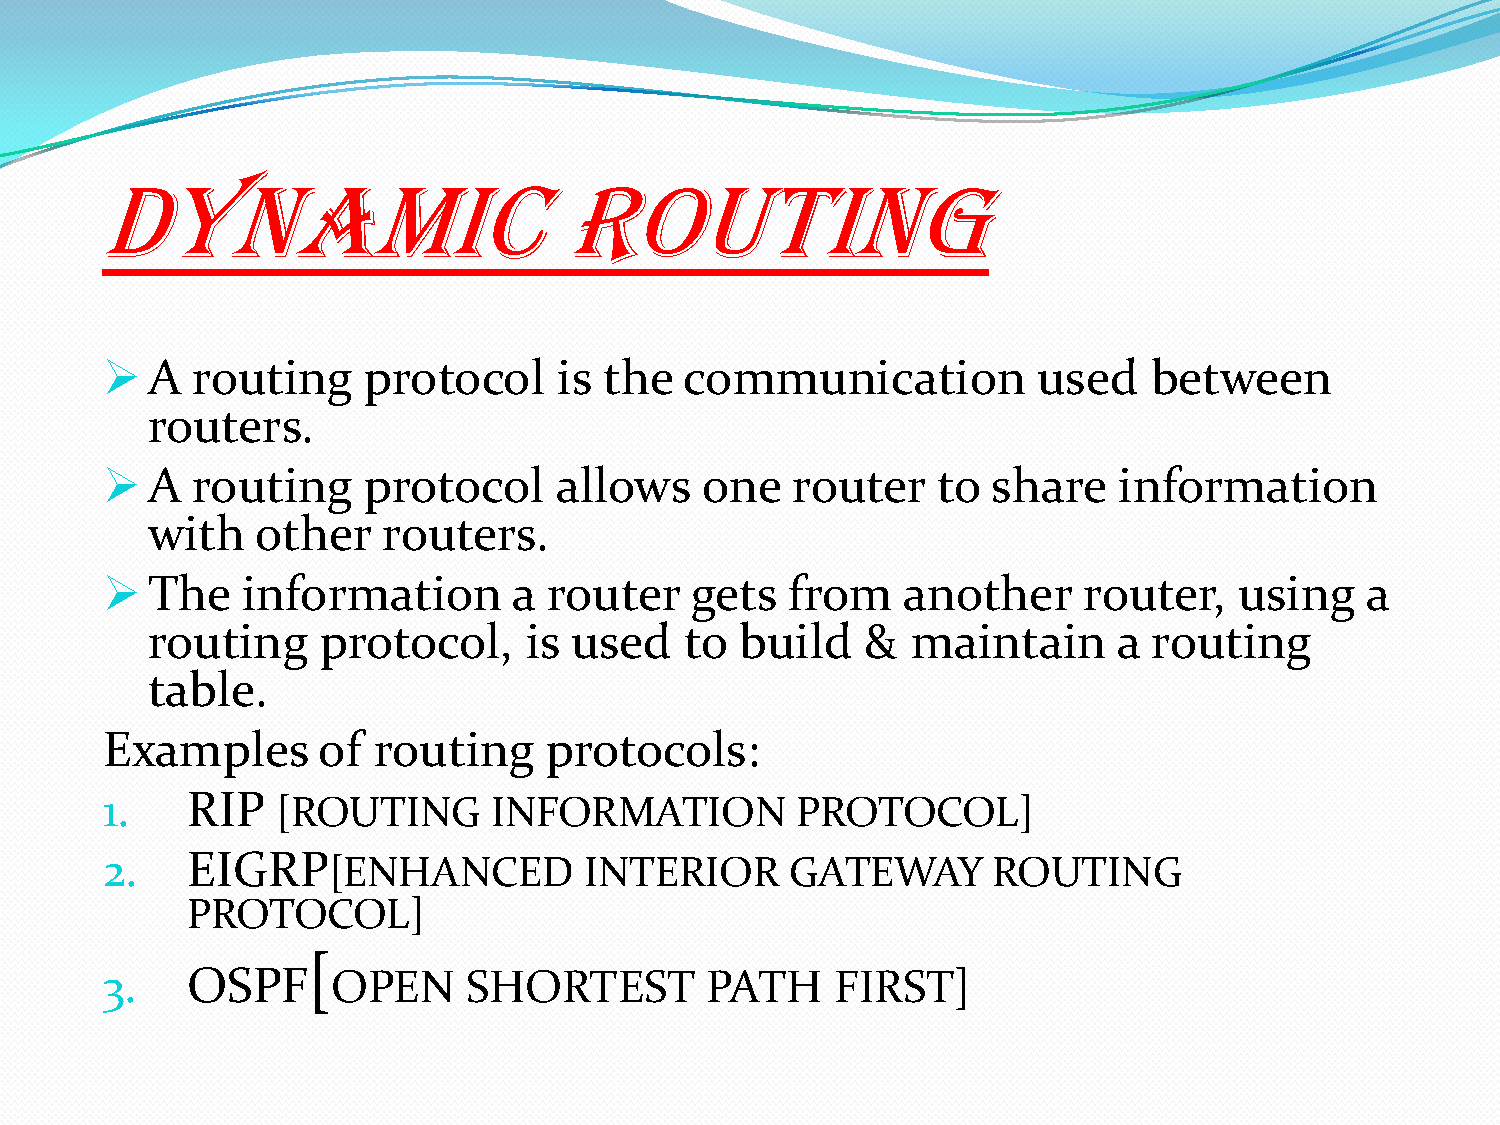 DYNAMIC ROUTING
➢ A routing protocol is the communication used between
routers.
➢ A routing protocol allows one router to share information
with other routers.
➢ The information a router gets from another router, using a
routing protocol, is used to build & maintain a routing
table.
Examples of routing protocols:
1. RIP [ROUTING INFORMATION PROTOCOL]
2. EIGRP[ENHANCED INTERIOR GATEWAY ROUTING
PROTOCOL]
3. OSPF[OPEN SHORTEST PATH FIRST]